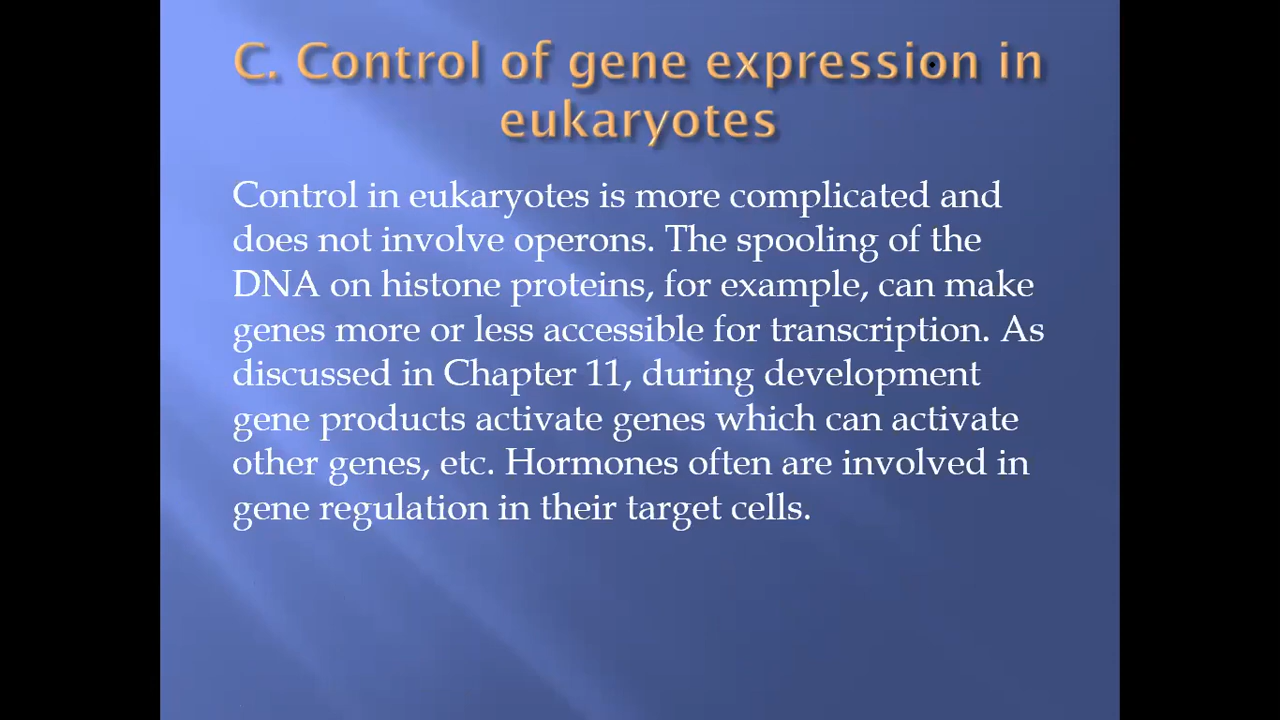 C. Control of gene expression in
eukaryotes
Control in eukaryotes is more complicated and
does not involve operons. The spooling of the
DNA on histone proteins, for example, can make
genes more or less accessible for transcription. As
discussed in Chapter 11, during development
gene products activate genes which can activate
other genes, etc. Hormones often are involved in
gene regulation in their target cells.